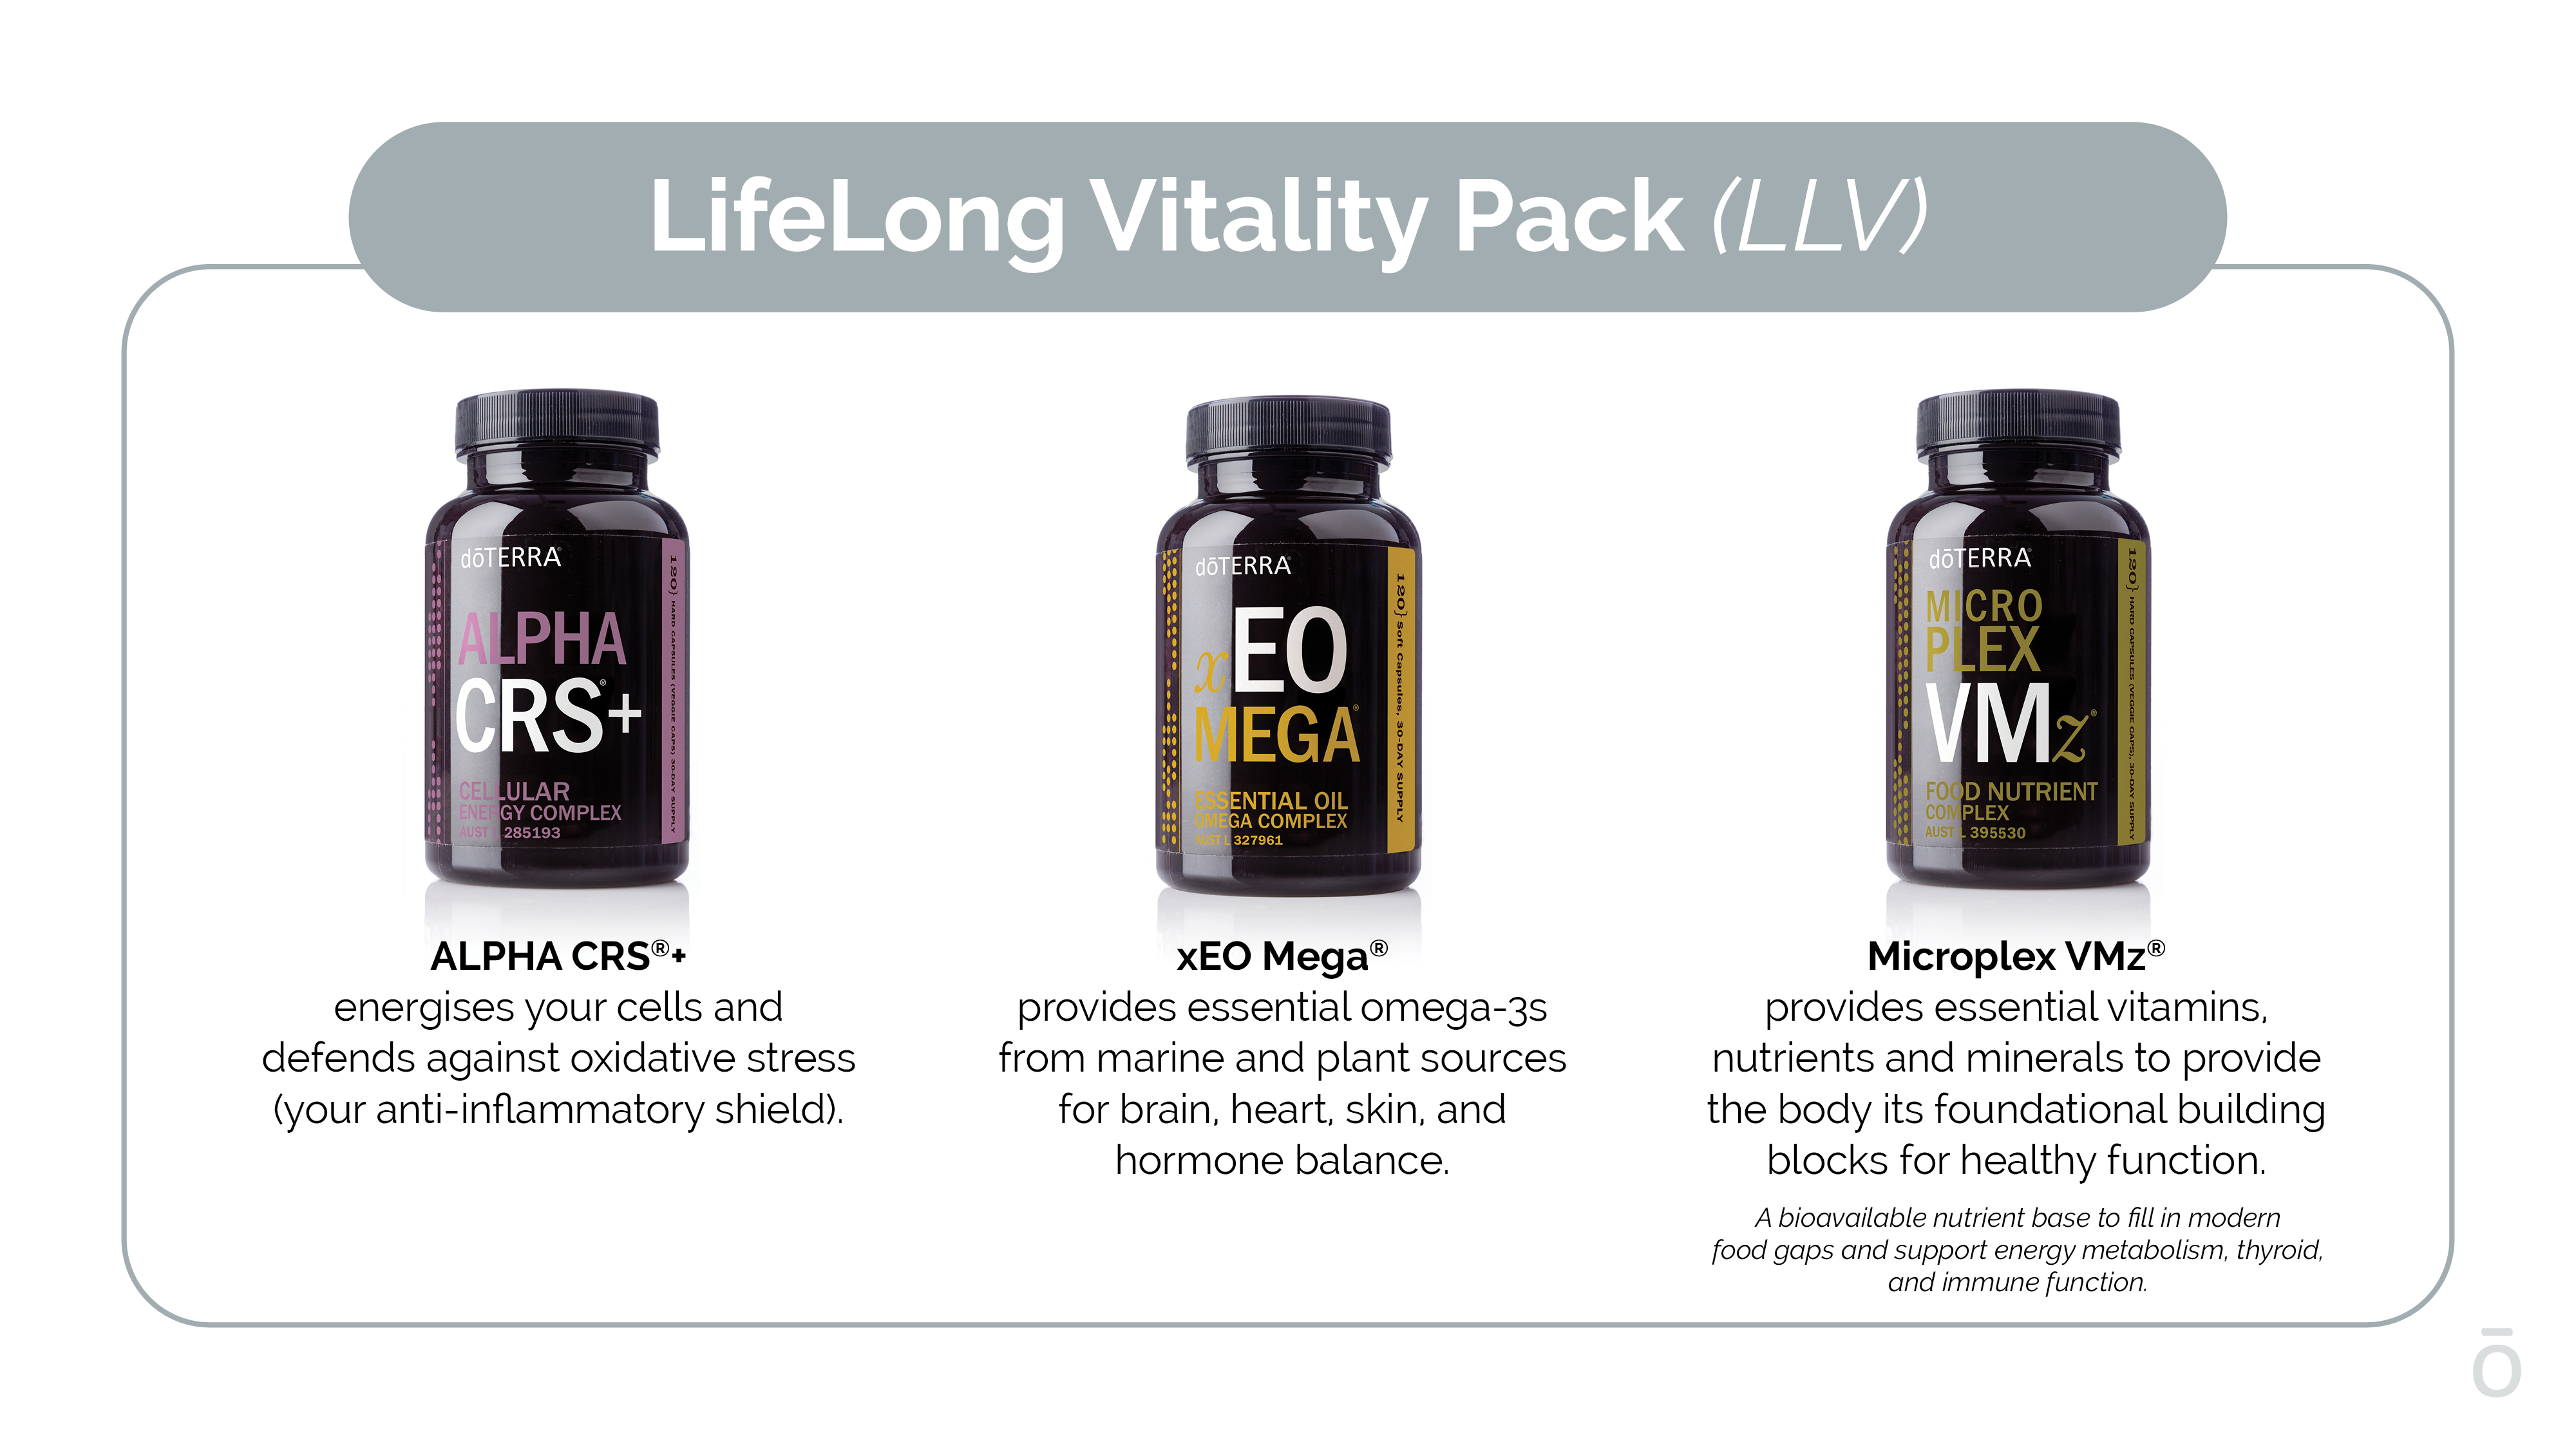 LifeLong Vitality Pack (LLV)
dōTERRA
ALPHA
CRS®+
CELLULAR
ENERGY COMPLEX
AUST L 285193
120} HARD CAPSULES (VEGGIE CAPS) 30-DAY SUPPLY
dōTERRA
xEO
MEGA®
ESSENTIAL OIL
OMEGA COMPLEX
AUST L 327961
120} Soft Capsules, 30-DAY SUPPLY
dōTERRA
MICRO
PLEX
VMz®
FOOD NUTRIENT
COMPLEX
AUST L 395530
120} HARD CAPSULES (VEGGIE CAPS), 30-DAY SUPPLY
ALPHA CRS®+
energises your cells and
defends against oxidative stress
(your anti-inflammatory shield).
xEO Mega®
provides essential omega-3s
from marine and plant sources
for brain, heart, skin, and
hormone balance.
Microplex VMz®
provides essential vitamins,
nutrients and minerals to provide
the body its foundational building
blocks for healthy function.
A bioavailable nutrient base to fill in modern
food gaps and support energy metabolism, thyroid,
and immune function.
ō